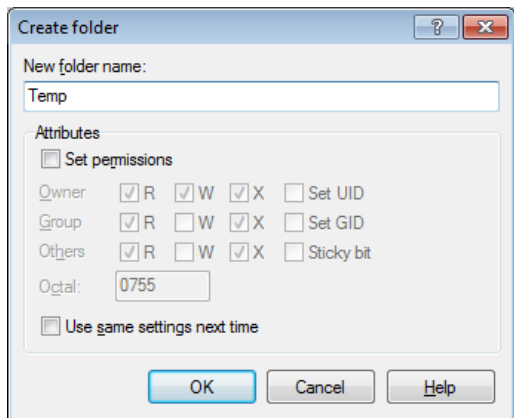 Create folder
?
New folder name:
Temp
Attributes
Set permissions
Owner R W X Set UID
Group R W X Set GID
Others R W X Sticky bit
Octal: 0755
Use same settings next time
OK Cancel Help